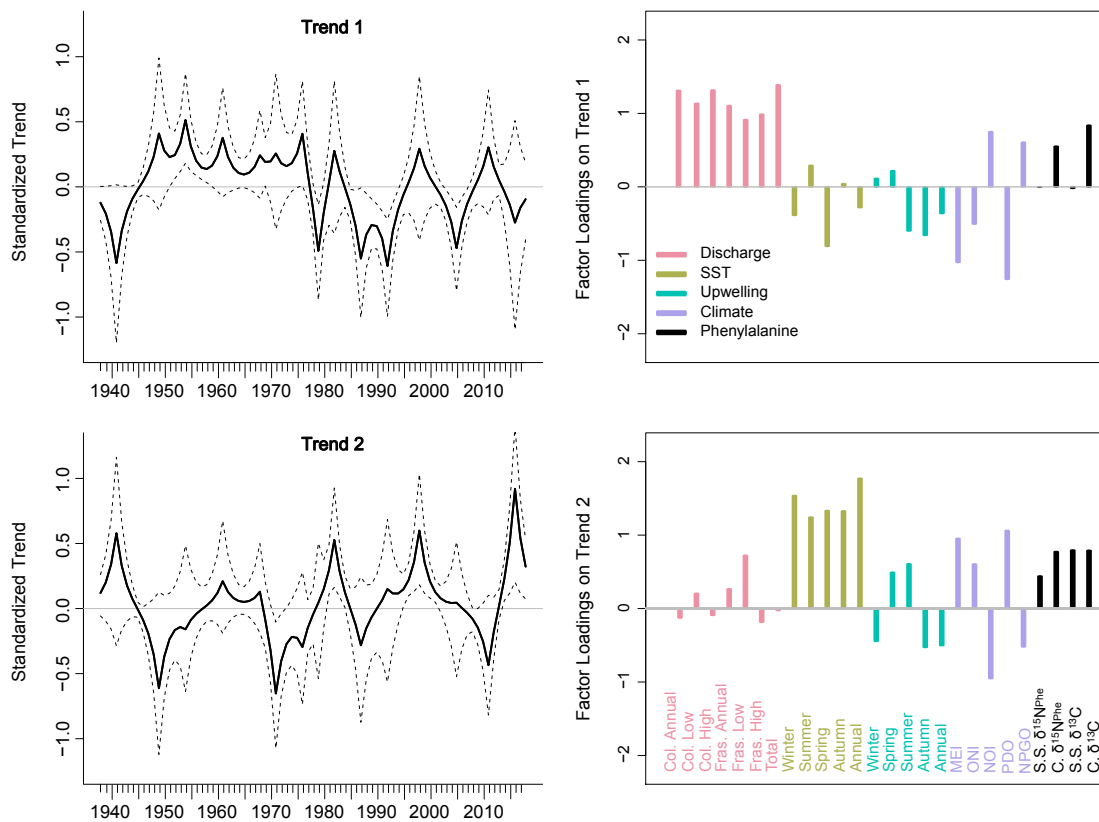 Trend 1
Standardized Trend
1.0
0.5
0.0
−0.5
−1.0
1940 1950 1960 1970 1980 1990 2000 2010
Factor Loadings on Trend 1
2
1
0
−1
−2
Discharge
SST
Upwelling
Climate
Phenylalanine
Trend 2
Standardized Trend
1.0
0.5
0.0
−0.5
−1.0
1940 1950 1960 1970 1980 1990 2000 2010
Factor Loadings on Trend 2
2
1
0
−1
−2
Col. Annual
Col. Low
Col. High
Fras. Annual
Fras. Low
Fras. High
Total
Winter
Summer
Spring
Autumn
Annual
Winter
Spring
Summer
Autumn
Annual
MEI
ONI
NOI
PDO
NPGO
S.S. δ¹⁵Nᴾʰᵉ
C. δ¹⁵Nᴾʰᵉ
S.S. δ¹³C
C. δ¹³C